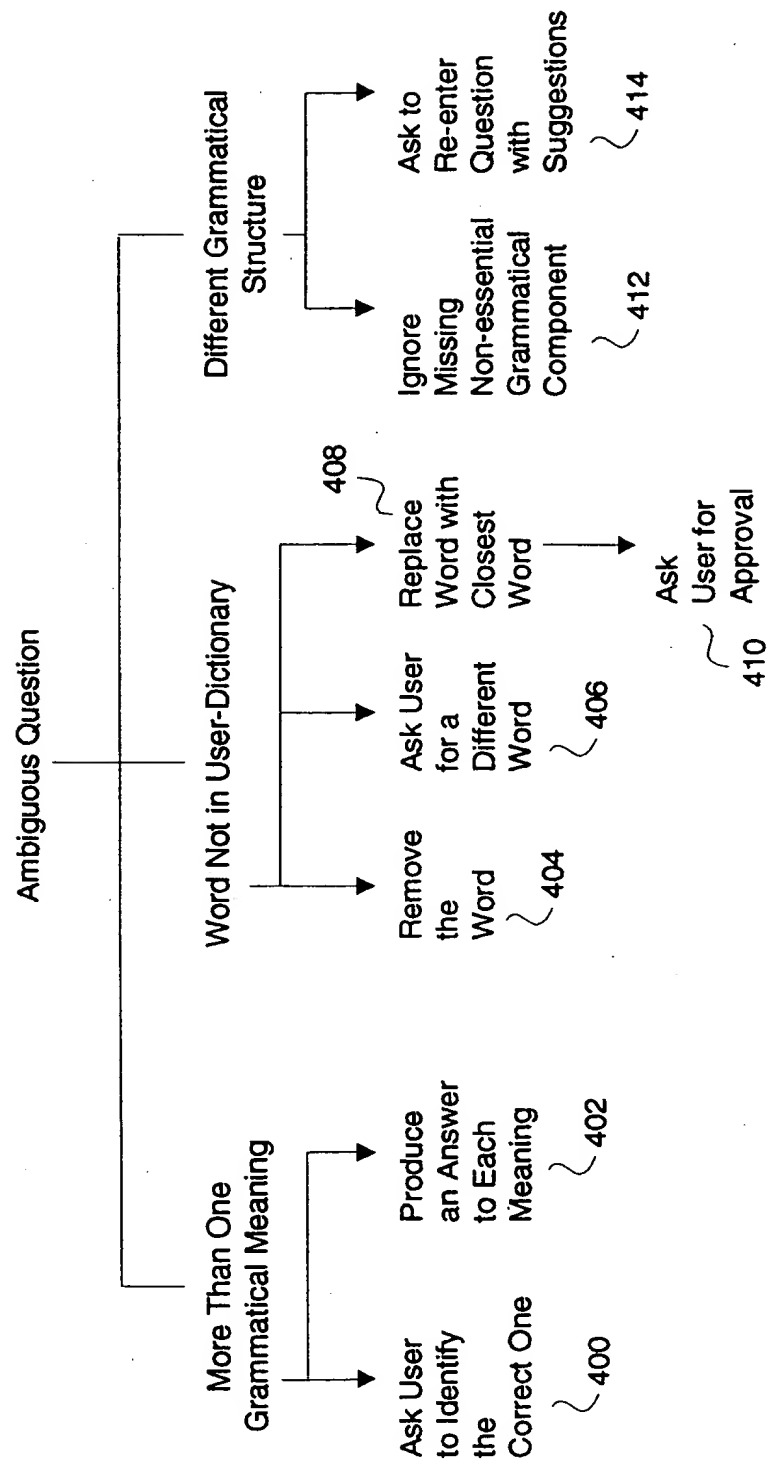 Ambiguous Question
More Than One
Grammatical Meaning
Ask User
to Identify
the
Correct One
400
Produce
an Answer
to Each
Meaning
402
Word Not in User-Dictionary
Remove
the
Word
404
Ask User
for a
Different
Word
406
408
Replace
Word with
Closest
Word
Ask
User for
Approval
410
Different Grammatical
Structure
Ignore
Missing
Non-essential
Grammatical
Component
412
Ask to
Re-enter
Question
with
Suggestions
414